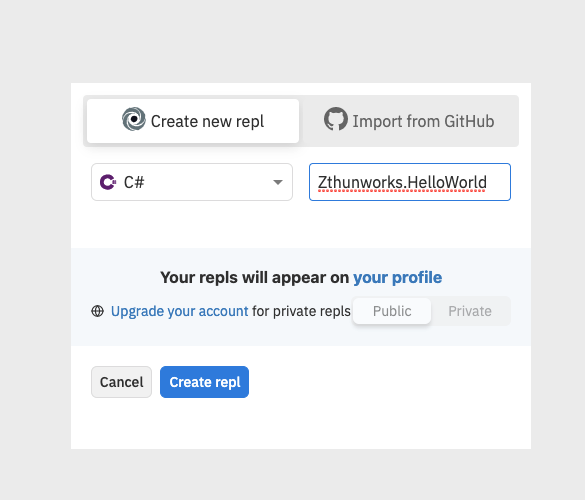 Create new repl
Import from GitHub
C#
Zthunworks.HelloWorld
Your repls will appear on your profile
Upgrade your account for private repls
Public
Private
Cancel
Create repl